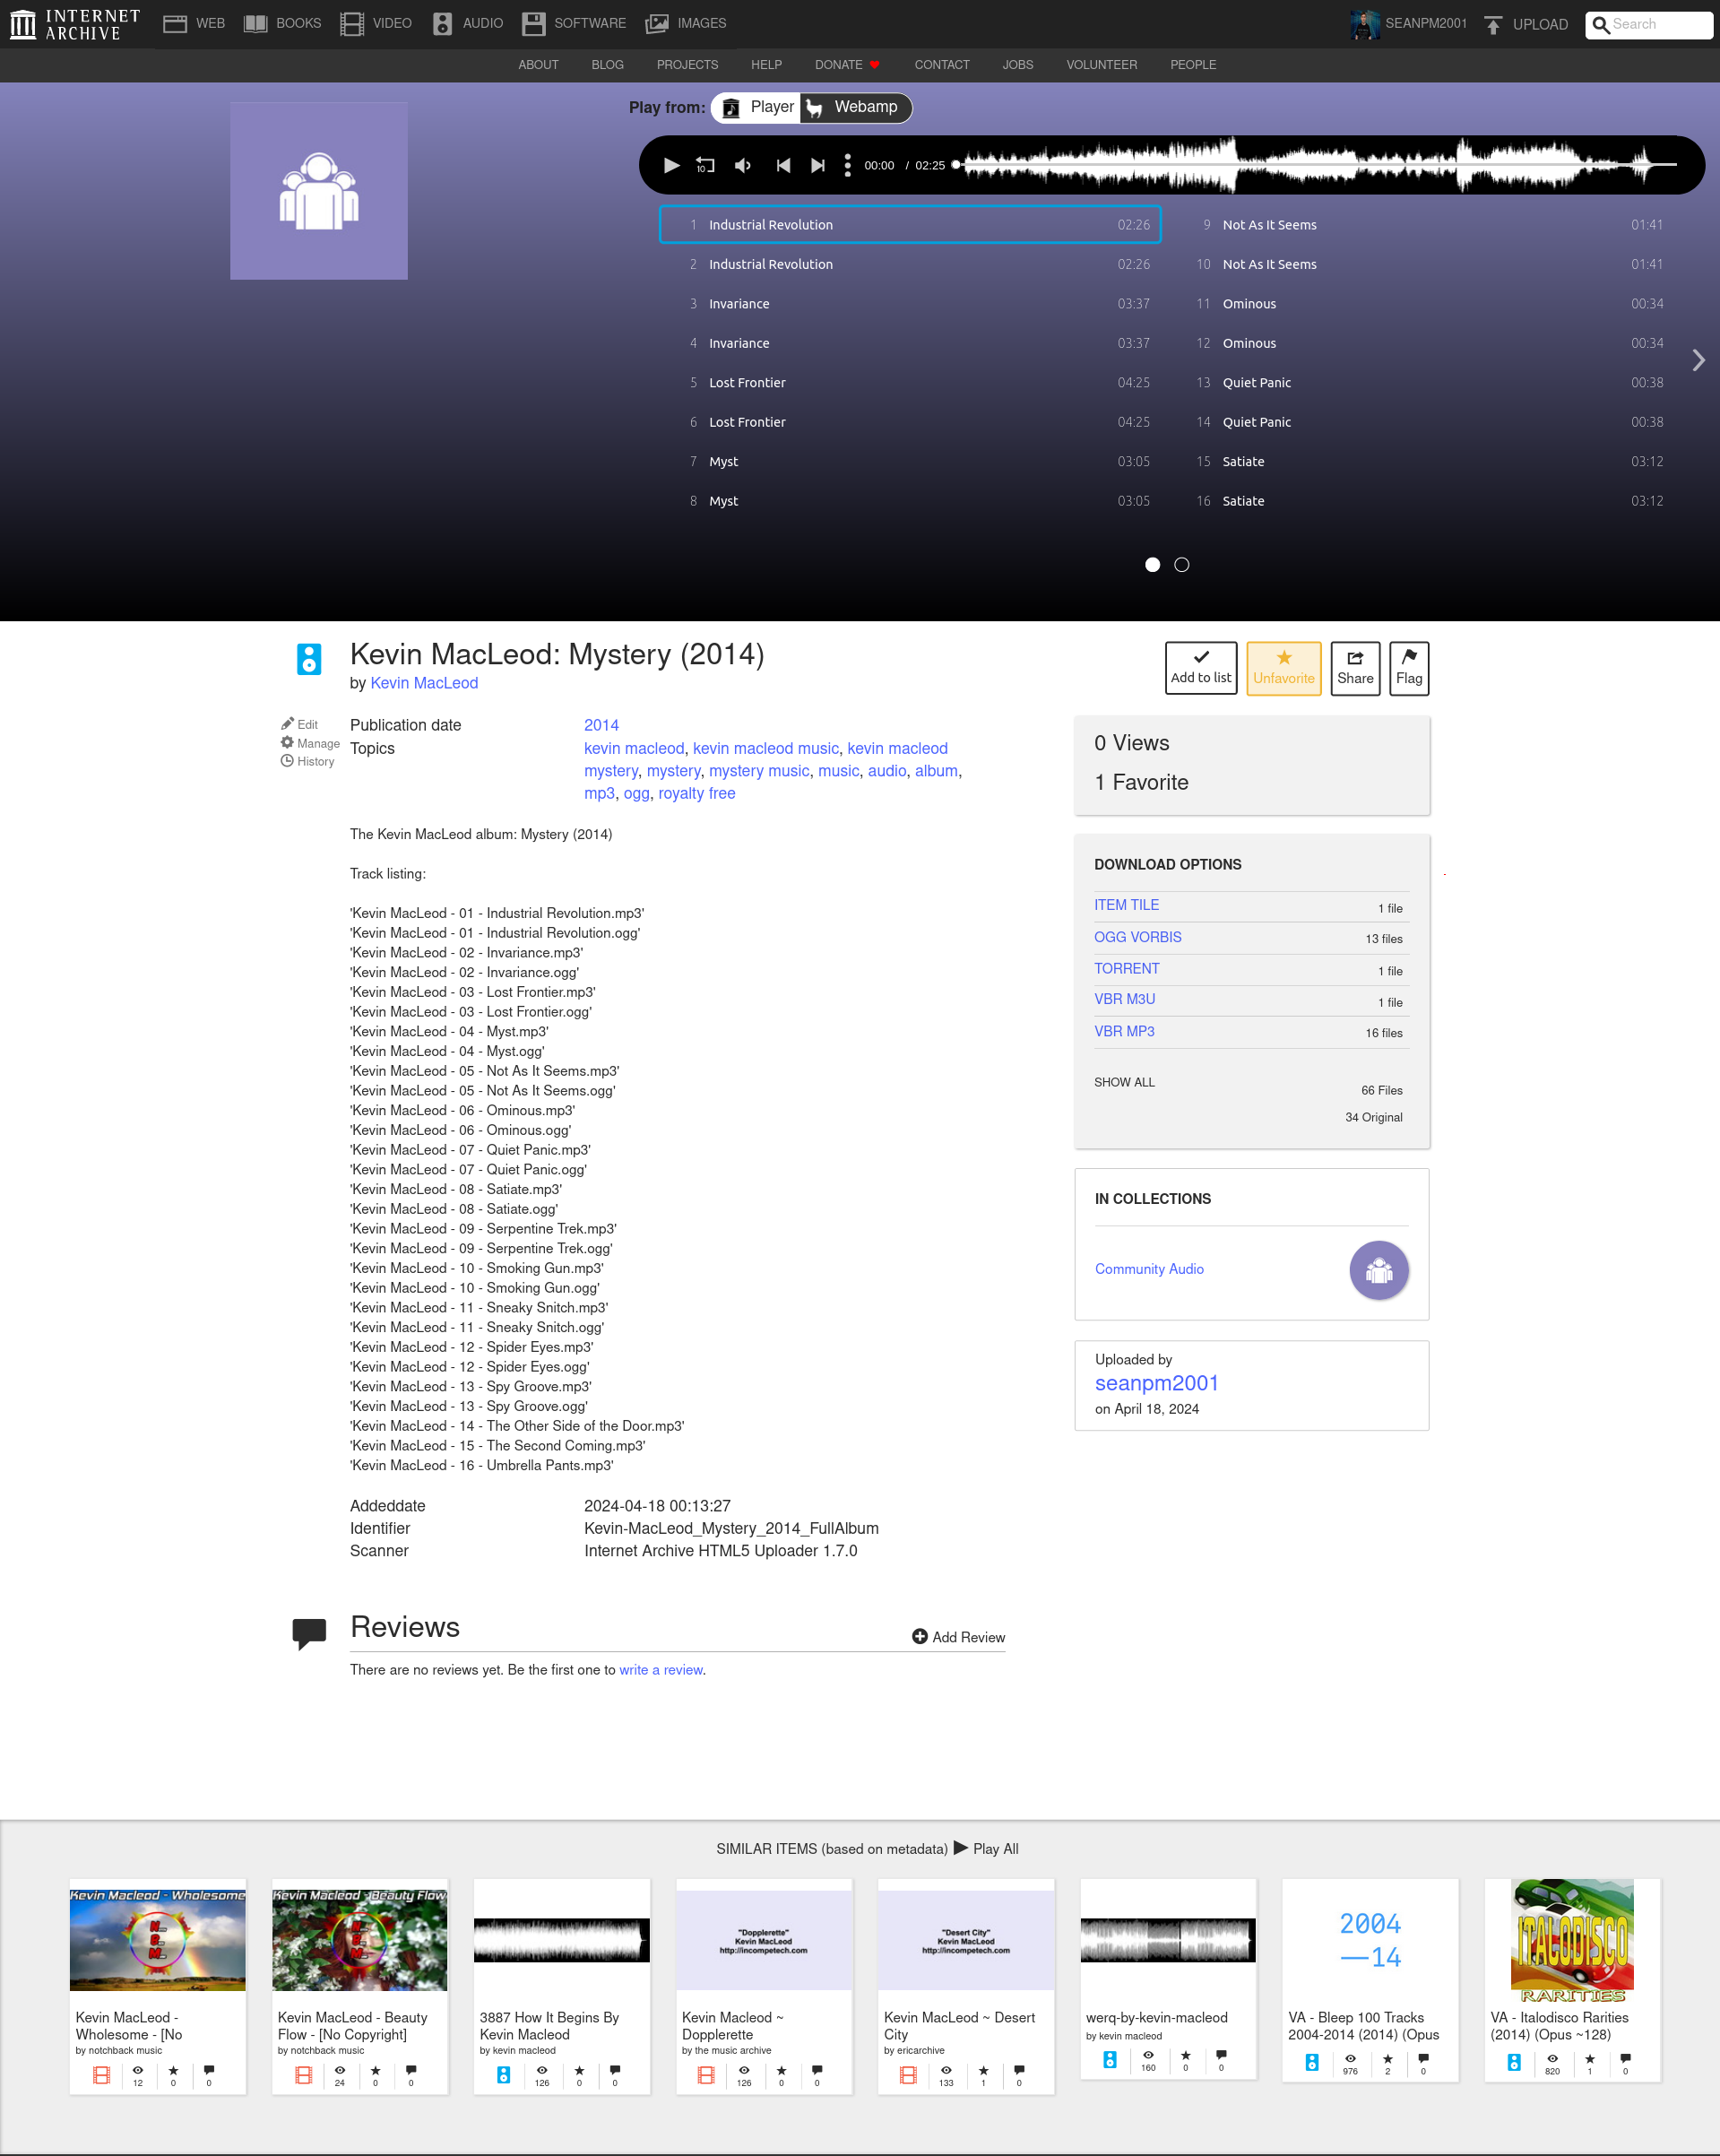 INTERNET ARCHIVE
WEB BOOKS VIDEO AUDIO SOFTWARE IMAGES SEANPM2001 UPLOAD Search
ABOUT BLOG PROJECTS HELP DONATE CONTACT JOBS VOLUNTEER PEOPLE
Play from: Player Webamp
10 00:00 / 02:25
1 Industrial Revolution 02:26
2 Industrial Revolution 02:26
3 Invariance 03:37
4 Invariance 03:37
5 Lost Frontier 04:25
6 Lost Frontier 04:25
7 Myst 03:05
8 Myst 03:05
9 Not As It Seems 01:41
10 Not As It Seems 01:41
11 Ominous 00:34
12 Ominous 00:34
13 Quiet Panic 00:38
14 Quiet Panic 00:38
15 Satiate 03:12
16 Satiate 03:12
Kevin MacLeod: Mystery (2014)
by Kevin MacLeod
Add to list Unfavorite Share Flag
Edit
Manage
History
Publication date 2014
Topics kevin macleod, kevin macleod music, kevin macleod
mystery, mystery, mystery music, music, audio, album,
mp3, ogg, royalty free
The Kevin MacLeod album: Mystery (2014)
Track listing:
'Kevin MacLeod - 01 - Industrial Revolution.mp3'
'Kevin MacLeod - 01 - Industrial Revolution.ogg'
'Kevin MacLeod - 02 - Invariance.mp3'
'Kevin MacLeod - 02 - Invariance.ogg'
'Kevin MacLeod - 03 - Lost Frontier.mp3'
'Kevin MacLeod - 03 - Lost Frontier.ogg'
'Kevin MacLeod - 04 - Myst.mp3'
'Kevin MacLeod - 04 - Myst.ogg'
'Kevin MacLeod - 05 - Not As It Seems.mp3'
'Kevin MacLeod - 05 - Not As It Seems.ogg'
'Kevin MacLeod - 06 - Ominous.mp3'
'Kevin MacLeod - 06 - Ominous.ogg'
'Kevin MacLeod - 07 - Quiet Panic.mp3'
'Kevin MacLeod - 07 - Quiet Panic.ogg'
'Kevin MacLeod - 08 - Satiate.mp3'
'Kevin MacLeod - 08 - Satiate.ogg'
'Kevin MacLeod - 09 - Serpentine Trek.mp3'
'Kevin MacLeod - 09 - Serpentine Trek.ogg'
'Kevin MacLeod - 10 - Smoking Gun.mp3'
'Kevin MacLeod - 10 - Smoking Gun.ogg'
'Kevin MacLeod - 11 - Sneaky Snitch.mp3'
'Kevin MacLeod - 11 - Sneaky Snitch.ogg'
'Kevin MacLeod - 12 - Spider Eyes.mp3'
'Kevin MacLeod - 12 - Spider Eyes.ogg'
'Kevin MacLeod - 13 - Spy Groove.mp3'
'Kevin MacLeod - 13 - Spy Groove.ogg'
'Kevin MacLeod - 14 - The Other Side of the Door.mp3'
'Kevin MacLeod - 15 - The Second Coming.mp3'
'Kevin MacLeod - 16 - Umbrella Pants.mp3'
Addeddate 2024-04-18 00:13:27
Identifier Kevin-MacLeod_Mystery_2014_FullAlbum
Scanner Internet Archive HTML5 Uploader 1.7.0
0 Views
1 Favorite
DOWNLOAD OPTIONS
ITEM TILE 1 file
OGG VORBIS 13 files
TORRENT 1 file
VBR M3U 1 file
VBR MP3 16 files
SHOW ALL 66 Files
34 Original
IN COLLECTIONS
Community Audio
Uploaded by
seanpm2001
on April 18, 2024
Reviews
Add Review
There are no reviews yet. Be the first one to write a review.
SIMILAR ITEMS (based on metadata) Play All
Kevin Macleod - Wholesome
Kevin MacLeod -
Wholesome - [No
by notchback music
12 0 0
Kevin Macleod - Beauty Flow
Kevin MacLeod - Beauty
Flow - [No Copyright]
by notchback music
24 0 0
3887 How It Begins By
Kevin Macleod
by kevin macleod
126 0 0
"Dopplerette"
Kevin MacLeod
http://incompetech.com
Kevin Macleod ~
Dopplerette
by the music archive
126 0 0
"Desert City"
Kevin MacLeod
http://incompetech.com
Kevin MacLeod ~ Desert
City
by ericarchive
133 1 0
werq-by-kevin-macleod
by kevin macleod
160 0 0
2004
—14
VA - Bleep 100 Tracks
2004-2014 (2014) (Opus
976 2 0
ITALODISCO
RARITIES
VA - Italodisco Rarities
(2014) (Opus ~128)
820 1 0